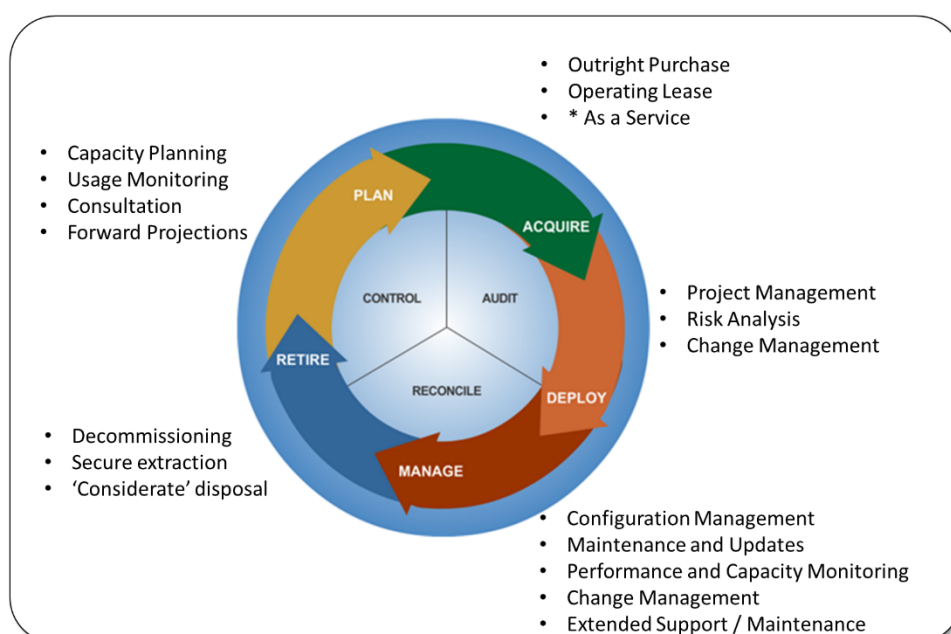 • Outright Purchase
• Operating Lease
• * As a Service
• Capacity Planning
• Usage Monitoring
• Consultation
• Forward Projections
PLAN
ACQUIRE
CONTROL
AUDIT
• Project Management
• Risk Analysis
• Change Management
RETIRE
RECONCILE
DEPLOY
• Decommissioning
• Secure extraction
• ‘Considerate’ disposal
MANAGE
• Configuration Management
• Maintenance and Updates
• Performance and Capacity Monitoring
• Change Management
• Extended Support / Maintenance